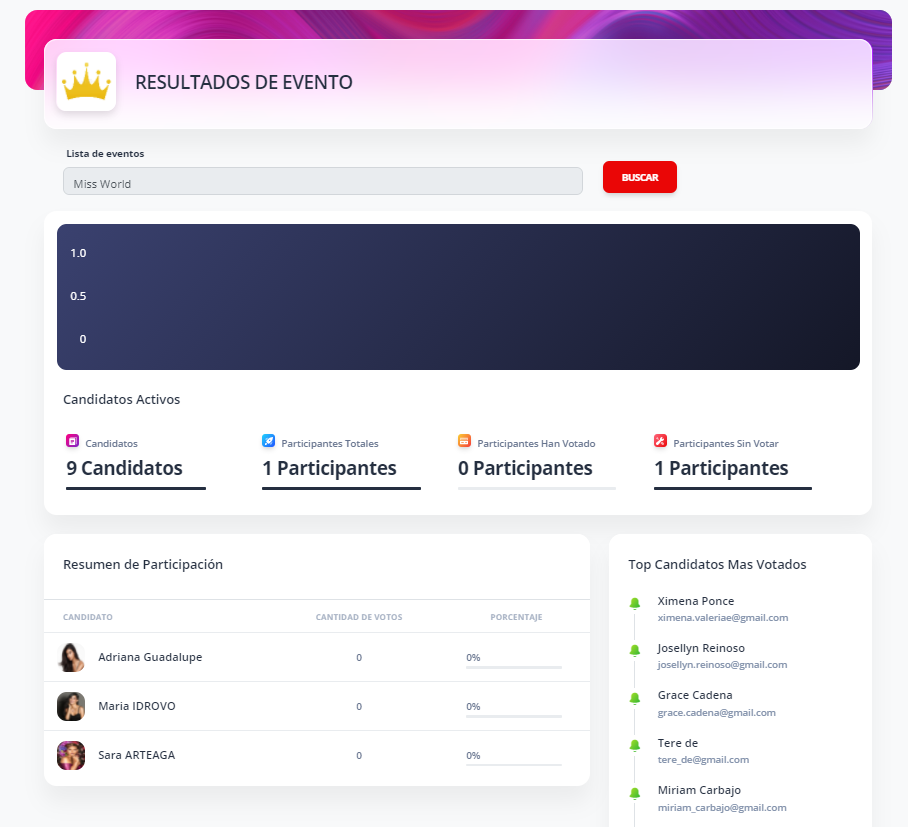 RESULTADOS DE EVENTO
Lista de eventos
Miss World
BUSCAR
1.0
0.5
0
Candidatos Activos
Candidatos
9 Candidatos
Participantes Totales
1 Participantes
Participantes Han Votado
0 Participantes
Participantes Sin Votar
1 Participantes
Resumen de Participación
CANDIDATO CANTIDAD DE VOTOS PORCENTAJE
Adriana Guadalupe 0 0%
Maria IDROVO 0 0%
Sara ARTEAGA 0 0%
Top Candidatos Mas Votados
Ximena Ponce
ximena.valeriae@gmail.com
Josellyn Reinoso
josellyn.reinoso@gmail.com
Grace Cadena
grace.cadena@gmail.com
Tere de
tere_de@gmail.com
Miriam Carbajo
miriam_carbajo@gmail.com